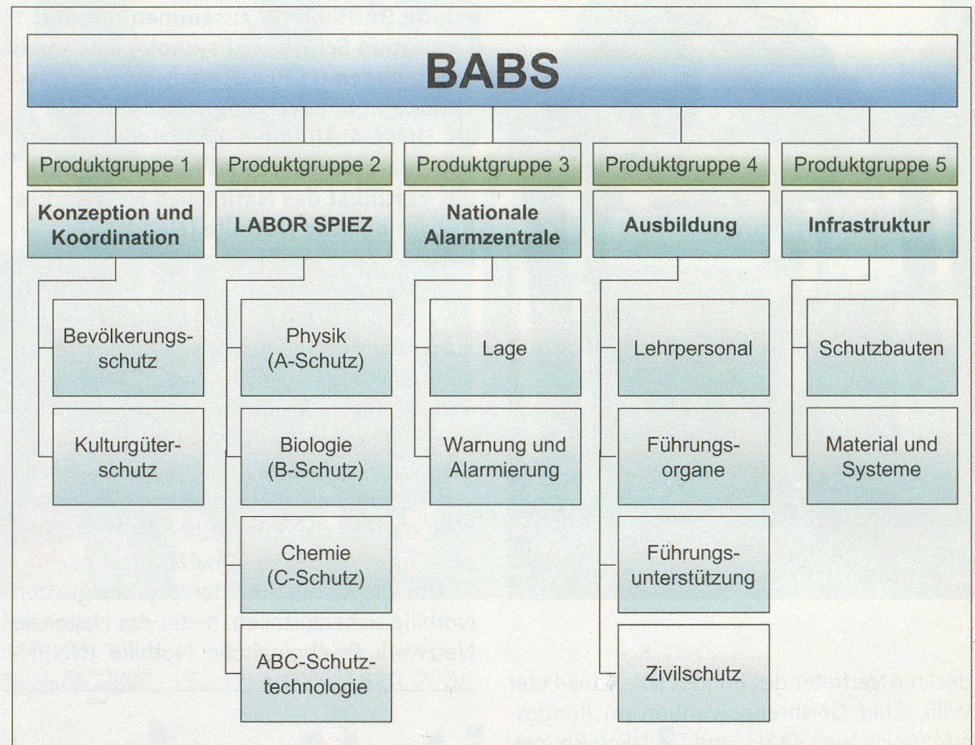 BABS
Produktgruppe 1
Konzeption und
Koordination
Bevölkerungs-
schutz
Kulturgüter-
schutz
Produktgruppe 2
LABOR SPIEZ
Physik
(A-Schutz)
Biologie
(B-Schutz)
Chemie
(C-Schutz)
ABC-Schutz-
technologie
Produktgruppe 3
Nationale
Alarmzentrale
Lage
Warnung und
Alarmierung
Produktgruppe 4
Ausbildung
Lehrpersonal
Führungs-
organe
Führungs-
unterstützung
Zivilschutz
Produktgruppe 5
Infrastruktur
Schutzbauten
Material und
Systeme